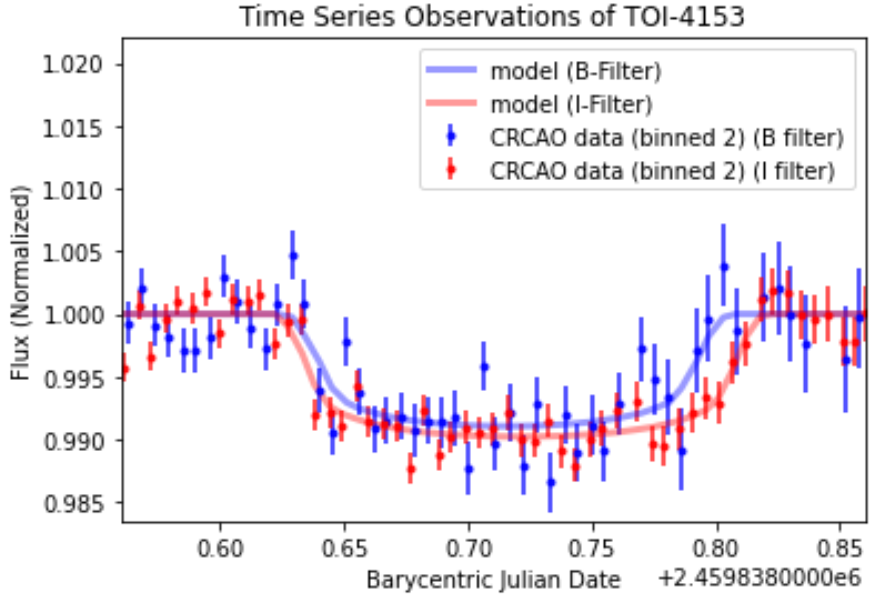 Time Series Observations of TOI-4153
model (B-Filter)
model (I-Filter)
CRCAO data (binned 2) (B filter)
CRCAO data (binned 2) (I filter)
Flux (Normalized)
1.020
1.015
1.010
1.005
1.000
0.995
0.990
0.985
0.60 0.65 0.70 0.75 0.80 0.85
Barycentric Julian Date +2.4598380000e6